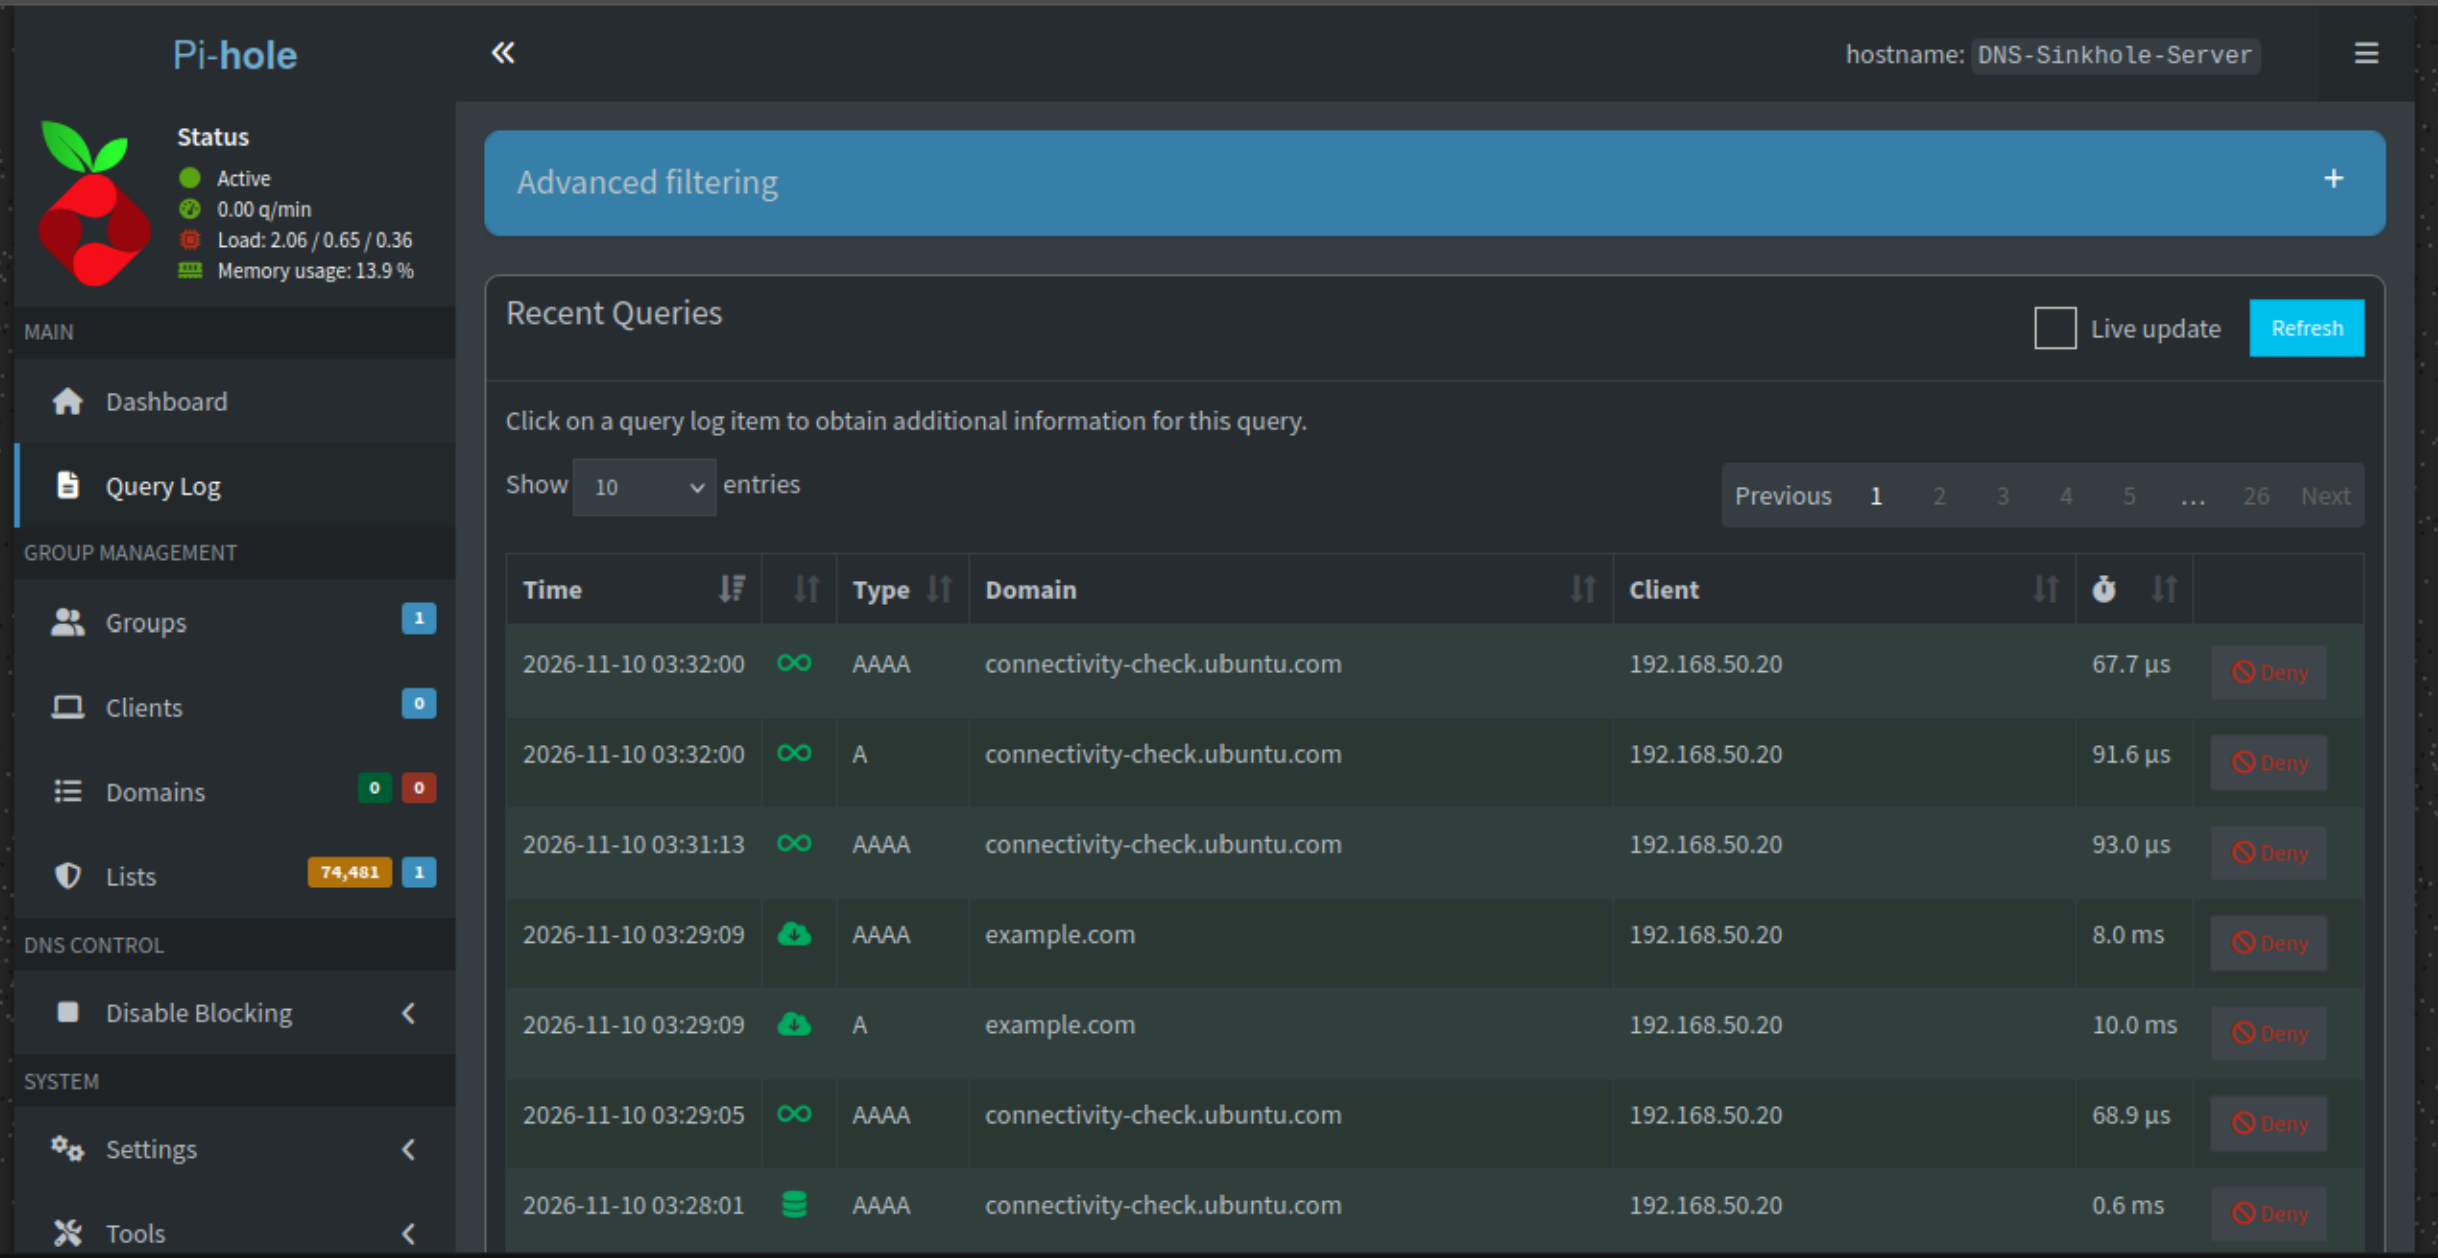 Pi-hole
hostname: DNS-Sinkhole-Server
Status
Active
0.00 q/min
Load: 2.06 / 0.65 / 0.36
Memory usage: 13.9 %
MAIN
Dashboard
Query Log
GROUP MANAGEMENT
Groups 1
Clients 0
Domains 0 0
Lists 74,481 1
DNS CONTROL
Disable Blocking
SYSTEM
Settings
Tools
Advanced filtering +
Recent Queries
Live update Refresh
Click on a query log item to obtain additional information for this query.
Show 10 entries
Previous 1 2 3 4 5 … 26 Next
Time Type Domain Client
2026-11-10 03:32:00 AAAA connectivity-check.ubuntu.com 192.168.50.20 67.7 µs Deny
2026-11-10 03:32:00 A connectivity-check.ubuntu.com 192.168.50.20 91.6 µs Deny
2026-11-10 03:31:13 AAAA connectivity-check.ubuntu.com 192.168.50.20 93.0 µs Deny
2026-11-10 03:29:09 AAAA example.com 192.168.50.20 8.0 ms Deny
2026-11-10 03:29:09 A example.com 192.168.50.20 10.0 ms Deny
2026-11-10 03:29:05 AAAA connectivity-check.ubuntu.com 192.168.50.20 68.9 µs Deny
2026-11-10 03:28:01 AAAA connectivity-check.ubuntu.com 192.168.50.20 0.6 ms Deny